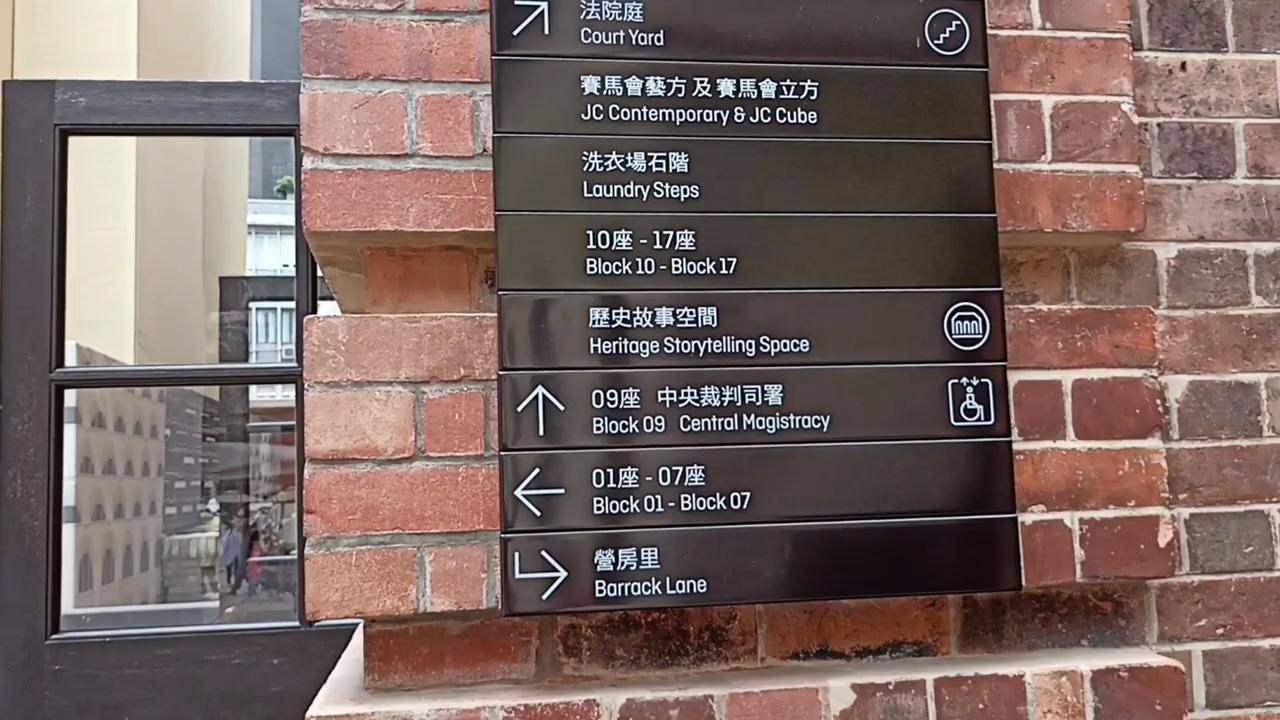 法院庭
Court Yard
賽馬會藝方 及 賽馬會立方
JC Contemporary & JC Cube
洗衣場石階
Laundry Steps
10座 - 17座
Block 10 - Block 17
歷史故事空間
Heritage Storytelling Space
09座 中央裁判司署
Block 09 Central Magistracy
01座 - 07座
Block 01 - Block 07
營房里
Barrack Lane